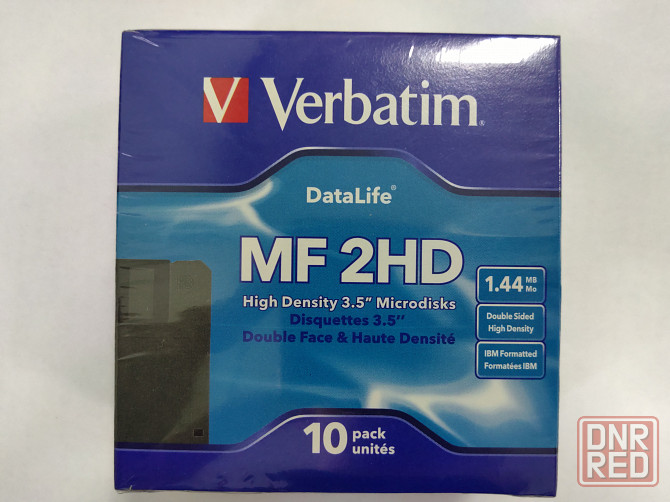 Verbatim®
DataLife®
MF 2HD
High Density 3.5” Microdisks
Disquettes 3.5’’
Double Face & Haute Densité
1.44 MB
Mo
Double Sided
High Density
IBM Formatted
Formatées IBM
10 pack
unités
DNR
RED